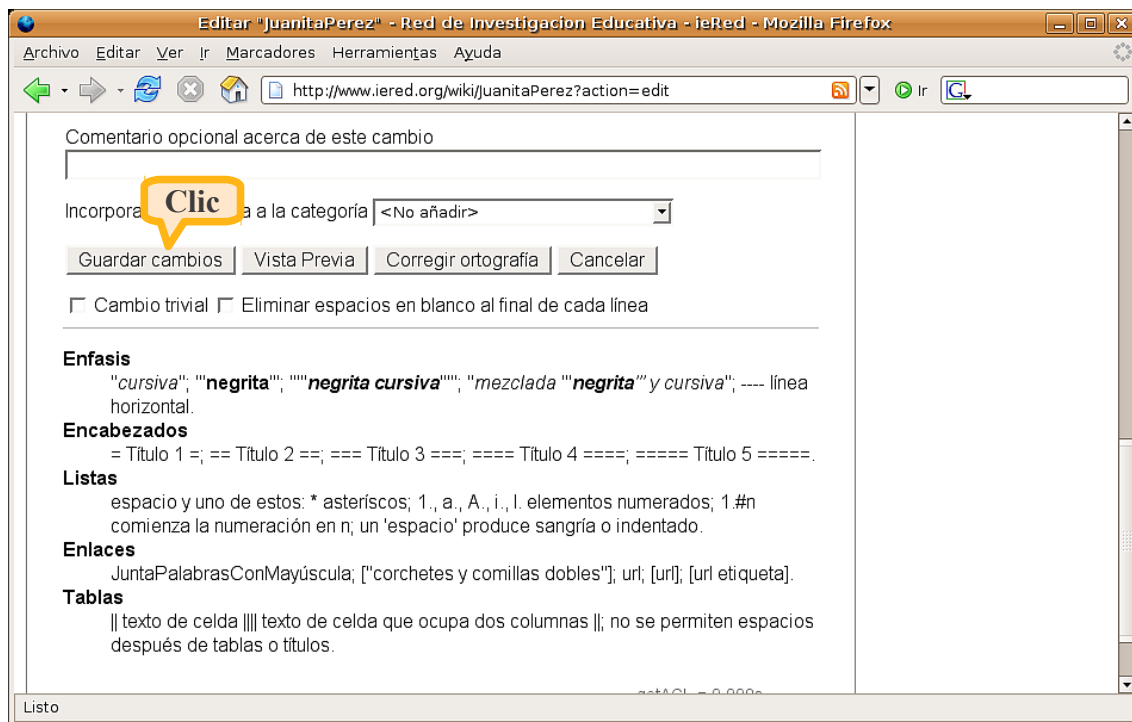 Editar "JuanitaPerez" - Red de Investigacion Educativa - ieRed - Mozilla Firefox
Archivo Editar Ver Ir Marcadores Herramientas Ayuda
http://www.iered.org/wiki/JuanitaPerez?action=edit Ir G
Comentario opcional acerca de este cambio
Clic
Incorpora a a la categoría <No añadir>
Guardar cambios Vista Previa Corregir ortografía Cancelar
Cambio trivial Eliminar espacios en blanco al final de cada línea
Enfasis
''cursiva''; '''negrita'''; '''''negrita cursiva'''''; ''mezclada '''negrita''' y cursiva''; ---- línea
horizontal.
Encabezados
= Título 1 =; == Título 2 ==; === Título 3 ===; ==== Título 4 ====; ===== Título 5 =====.
Listas
espacio y uno de estos: * asteríscos; 1., a., A., i., I. elementos numerados; 1.#n
comienza la numeración en n; un 'espacio' produce sangría o indentado.
Enlaces
JuntaPalabrasConMayúscula; ["corchetes y comillas dobles"]; url; [url]; [url etiqueta].
Tablas
|| texto de celda |||| texto de celda que ocupa dos columnas ||; no se permiten espacios
después de tablas o títulos.
Listo